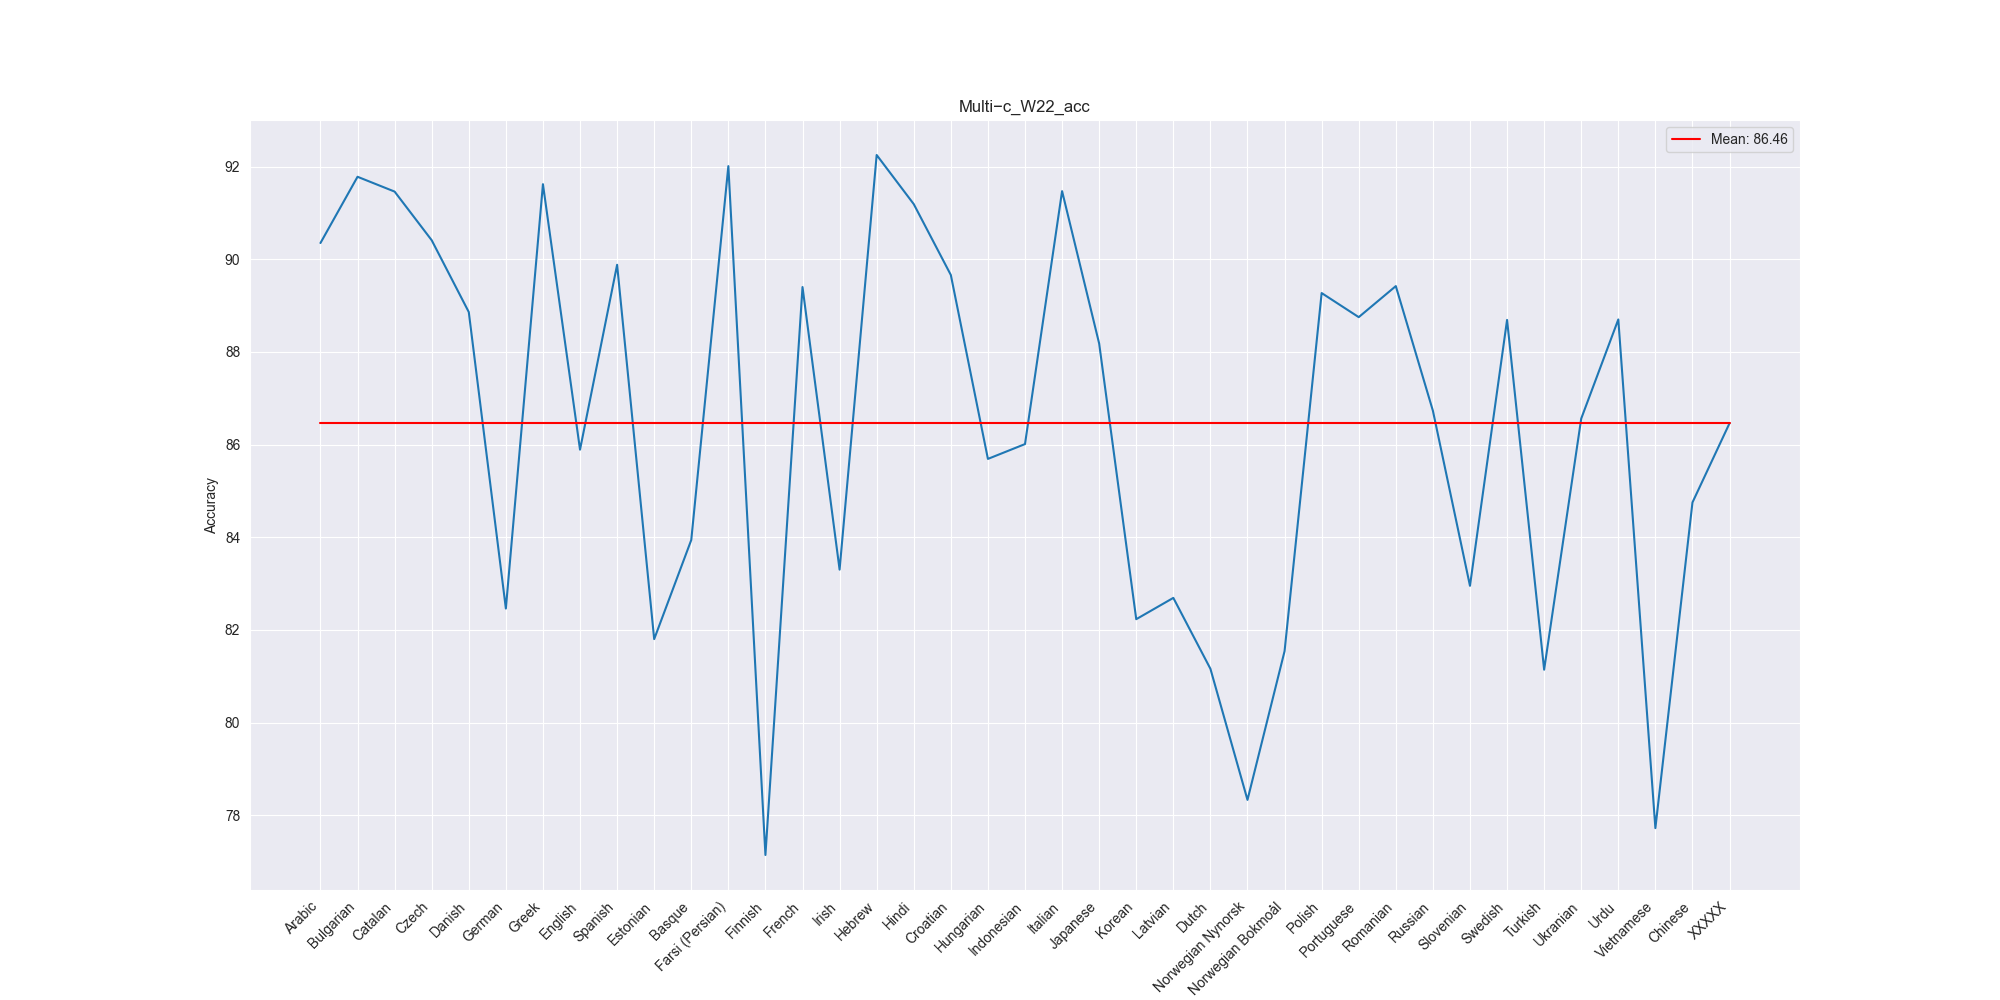 Multi−c_W22_acc
Mean: 86.46
92
90
88
86
84
82
80
78
Accuracy
Arabic
Bulgarian
Catalan
Czech
Danish
German
Greek
English
Spanish
Estonian
Basque
Farsi (Persian)
Finnish
French
Irish
Hebrew
Hindi
Croatian
Hungarian
Indonesian
Italian
Japanese
Korean
Latvian
Dutch
Norwegian Nynorsk
Norwegian Bokmoål
Polish
Portuguese
Romanian
Russian
Slovenian
Swedish
Turkish
Ukranian
Urdu
Vietnamese
Chinese
XXXXX